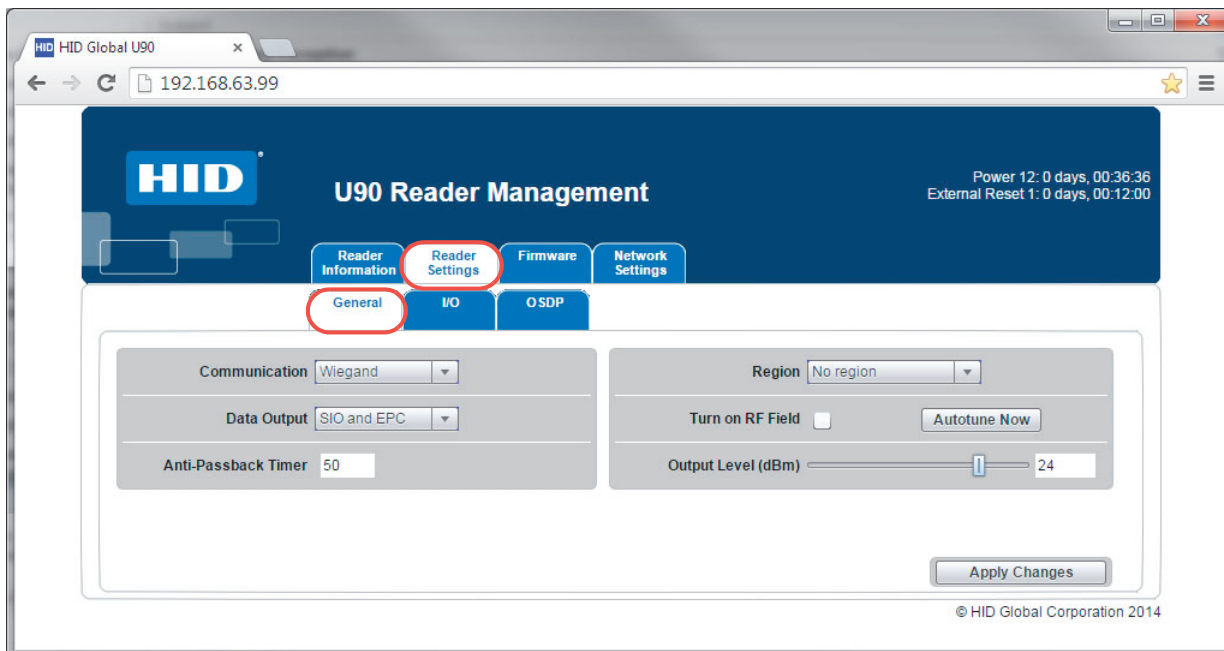 HID HID Global U90
192.168.63.99
HID
U90 Reader Management
Power 12: 0 days, 00:36:36
External Reset 1: 0 days, 00:12:00
Reader Information
Reader Settings
Firmware
Network Settings
General
I/O
OSDP
Communication Wiegand
Data Output SIO and EPC
Anti-Passback Timer 50
Region No region
Turn on RF Field Autotune Now
Output Level (dBm) 24
Apply Changes
© HID Global Corporation 2014